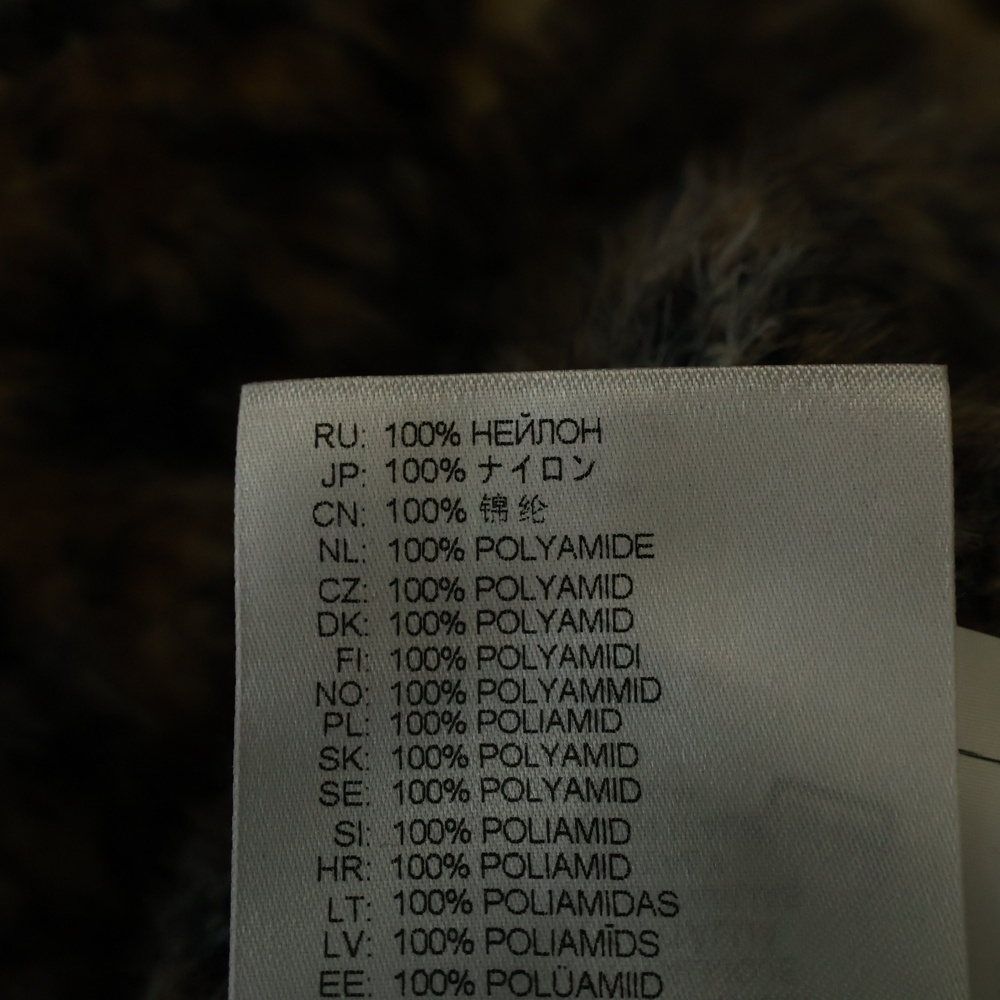 RU: 100% НЕЙЛОН
JP: 100% ナイロン
CN: 100% 锦纶
NL: 100% POLYAMIDE
CZ: 100% POLYAMID
DK: 100% POLYAMID
FI: 100% POLYAMIDI
NO: 100% POLYAMMID
PL: 100% POLIAMID
SK: 100% POLYAMID
SE: 100% POLYAMID
SI: 100% POLIAMID
HR: 100% POLIAMID
LT: 100% POLIAMIDAS
LV: 100% POLIAMĪDS
EE: 100% POLÜAMIID